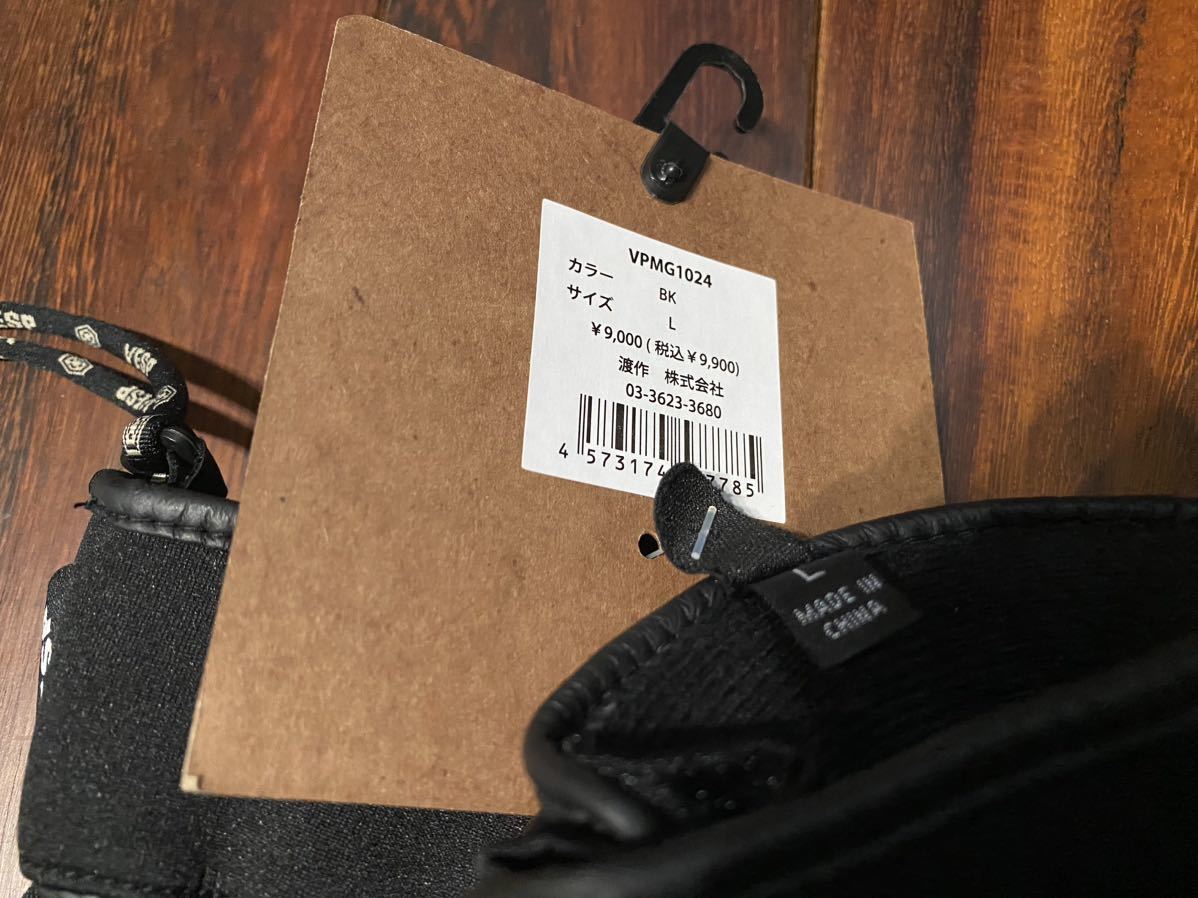 VPMG1024
カラー BK
サイズ L
￥9,000 ( 税込￥9,900)
渡作　株式会社
03-3623-3680
4 573174 7785
L
MADE IN
CHINA
VESP